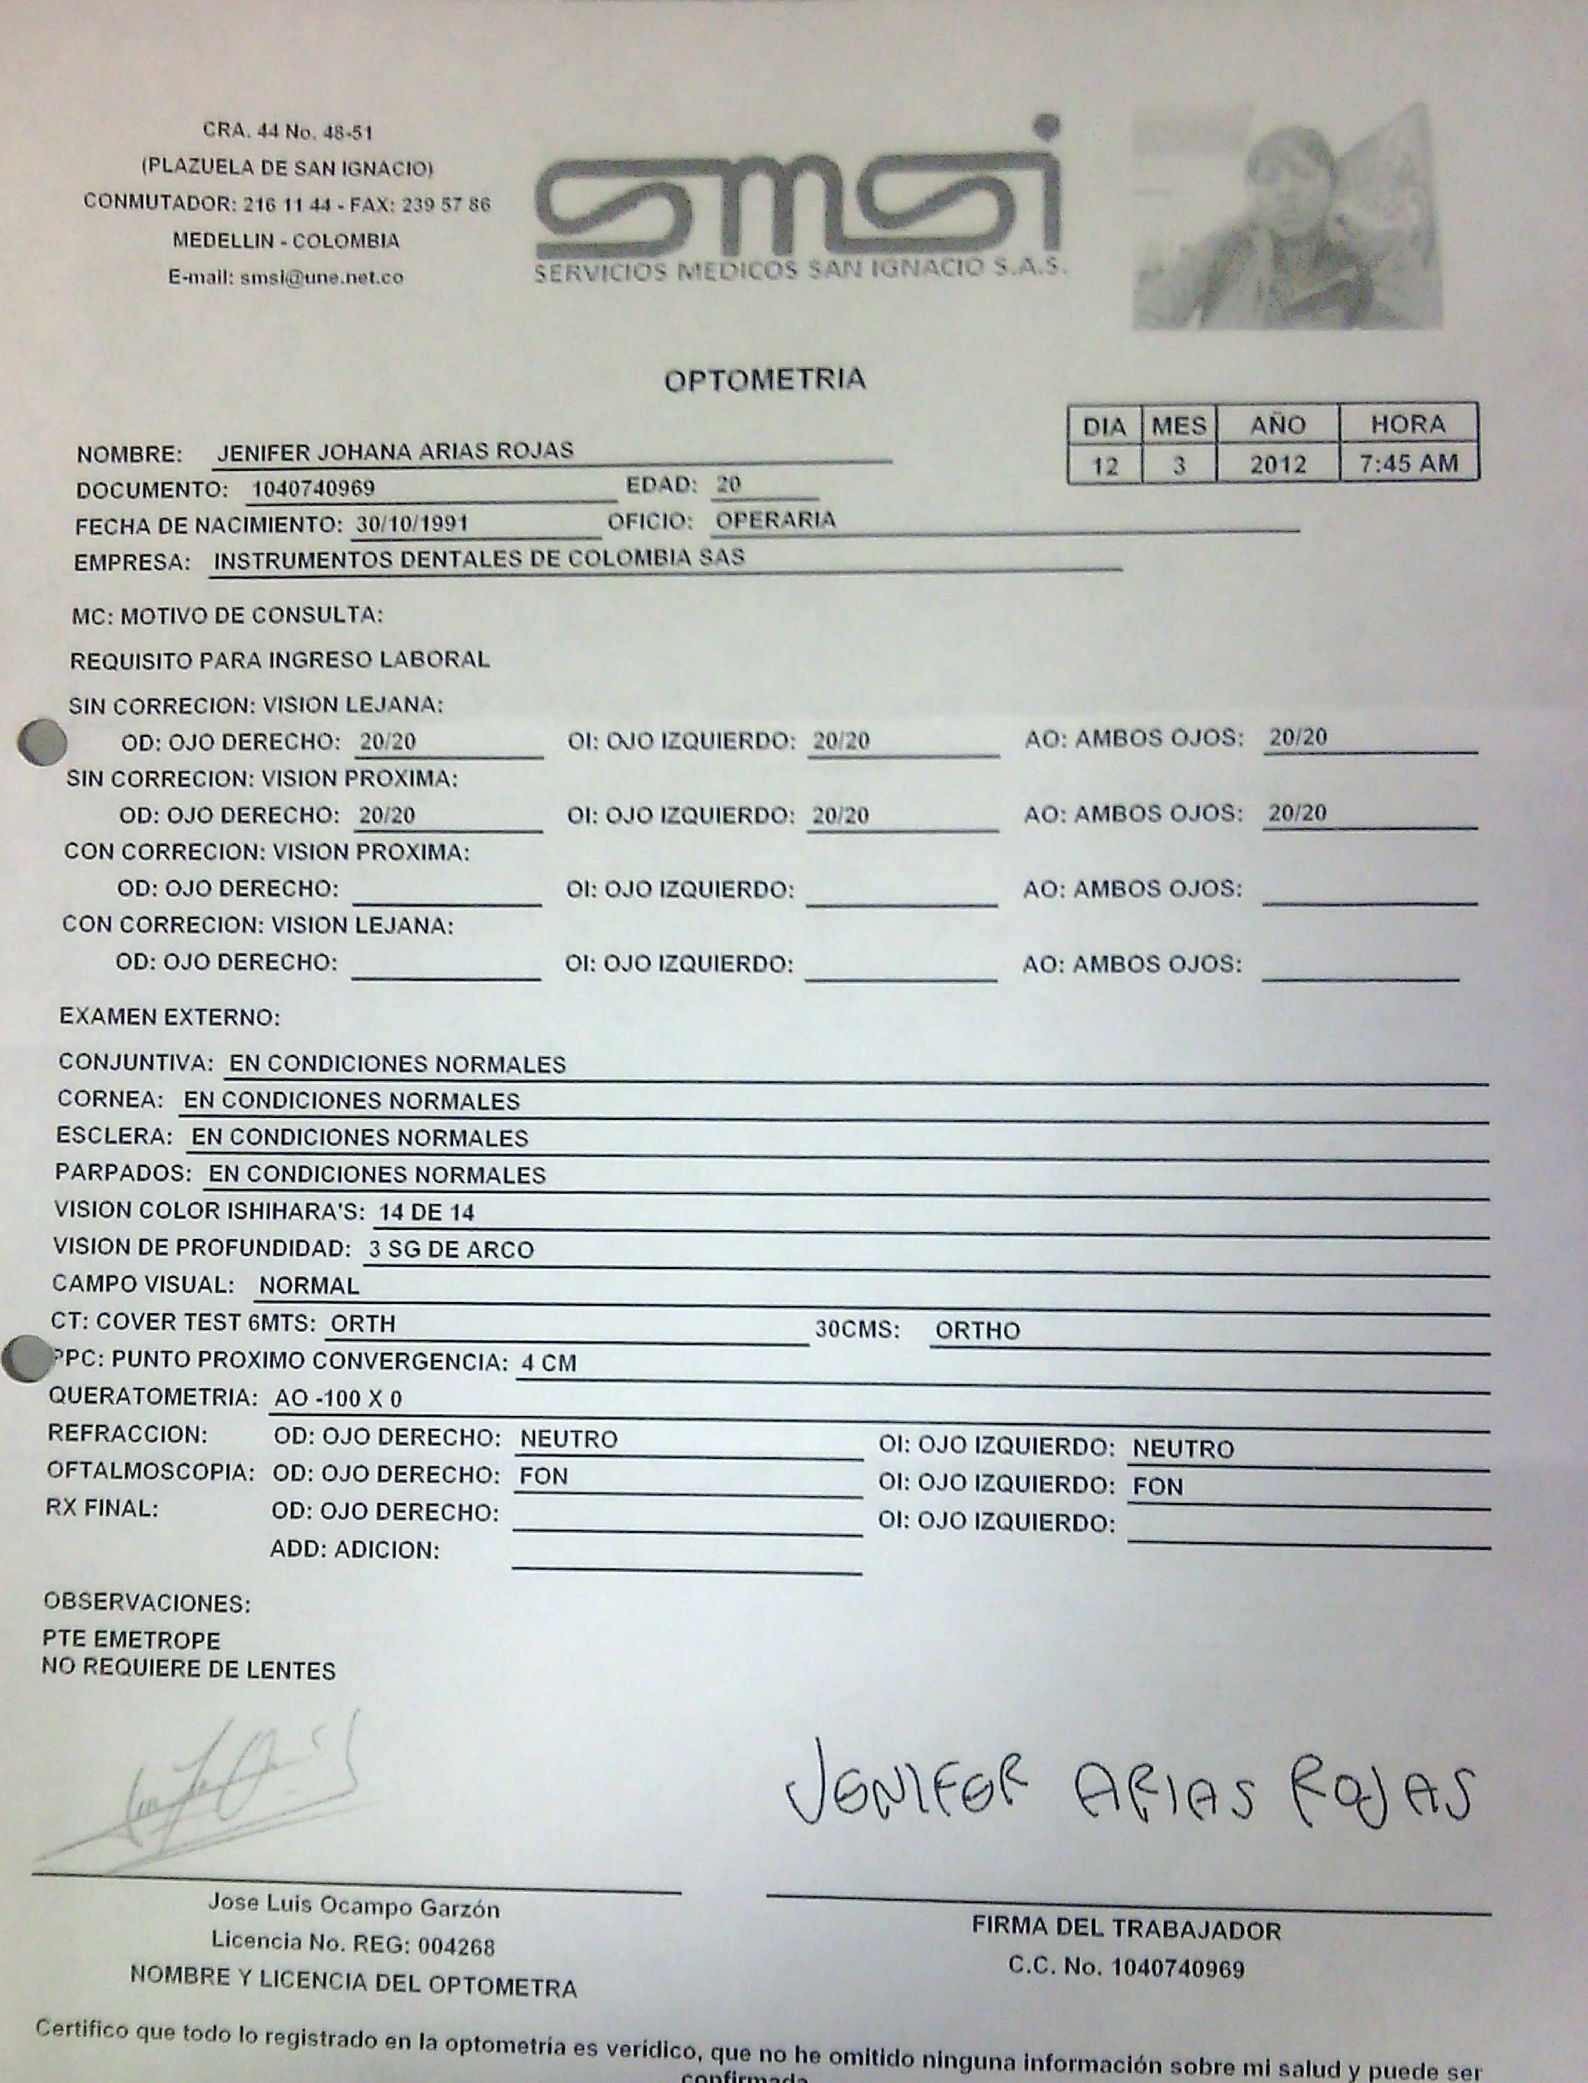 CRA. 44 No. 48-51
(PLAZUELA DE SAN IGNACIO)
CONMUTADOR: 216 11 44 - FAX: 239 57 86
MEDELLIN - COLOMBIA
E-mail: smsi@une.net.co
smsi
SERVICIOS MEDICOS SAN IGNACIO S.A.S.
OPTOMETRIA
DIA MES AÑO HORA
12 3 2012 7:45 AM
NOMBRE: JENIFER JOHANA ARIAS ROJAS
DOCUMENTO: 1040740969 EDAD: 20
FECHA DE NACIMIENTO: 30/10/1991 OFICIO: OPERARIA
EMPRESA: INSTRUMENTOS DENTALES DE COLOMBIA SAS
MC: MOTIVO DE CONSULTA:
REQUISITO PARA INGRESO LABORAL
SIN CORRECION: VISION LEJANA:
OD: OJO DERECHO: 20/20 OI: OJO IZQUIERDO: 20/20 AO: AMBOS OJOS: 20/20
SIN CORRECION: VISION PROXIMA:
OD: OJO DERECHO: 20/20 OI: OJO IZQUIERDO: 20/20 AO: AMBOS OJOS: 20/20
CON CORRECION: VISION PROXIMA:
OD: OJO DERECHO: OI: OJO IZQUIERDO: AO: AMBOS OJOS:
CON CORRECION: VISION LEJANA:
OD: OJO DERECHO: OI: OJO IZQUIERDO: AO: AMBOS OJOS:
EXAMEN EXTERNO:
CONJUNTIVA: EN CONDICIONES NORMALES
CORNEA: EN CONDICIONES NORMALES
ESCLERA: EN CONDICIONES NORMALES
PARPADOS: EN CONDICIONES NORMALES
VISION COLOR ISHIHARA'S: 14 DE 14
VISION DE PROFUNDIDAD: 3 SG DE ARCO
CAMPO VISUAL: NORMAL
CT: COVER TEST 6MTS: ORTH 30CMS: ORTHO
PPC: PUNTO PROXIMO CONVERGENCIA: 4 CM
QUERATOMETRIA: AO -100 X 0
REFRACCION: OD: OJO DERECHO: NEUTRO OI: OJO IZQUIERDO: NEUTRO
OFTALMOSCOPIA: OD: OJO DERECHO: FON OI: OJO IZQUIERDO: FON
RX FINAL: OD: OJO DERECHO: OI: OJO IZQUIERDO:
ADD: ADICION:
OBSERVACIONES:
PTE EMETROPE
NO REQUIERE DE LENTES
JENIFER ARIAS ROJAS
Jose Luis Ocampo Garzón
Licencia No. REG: 004268
NOMBRE Y LICENCIA DEL OPTOMETRA
FIRMA DEL TRABAJADOR
C.C. No. 1040740969
Certifico que todo lo registrado en la optometría es verídico, que no he omitido ninguna información sobre mi salud y puede ser
confirmada